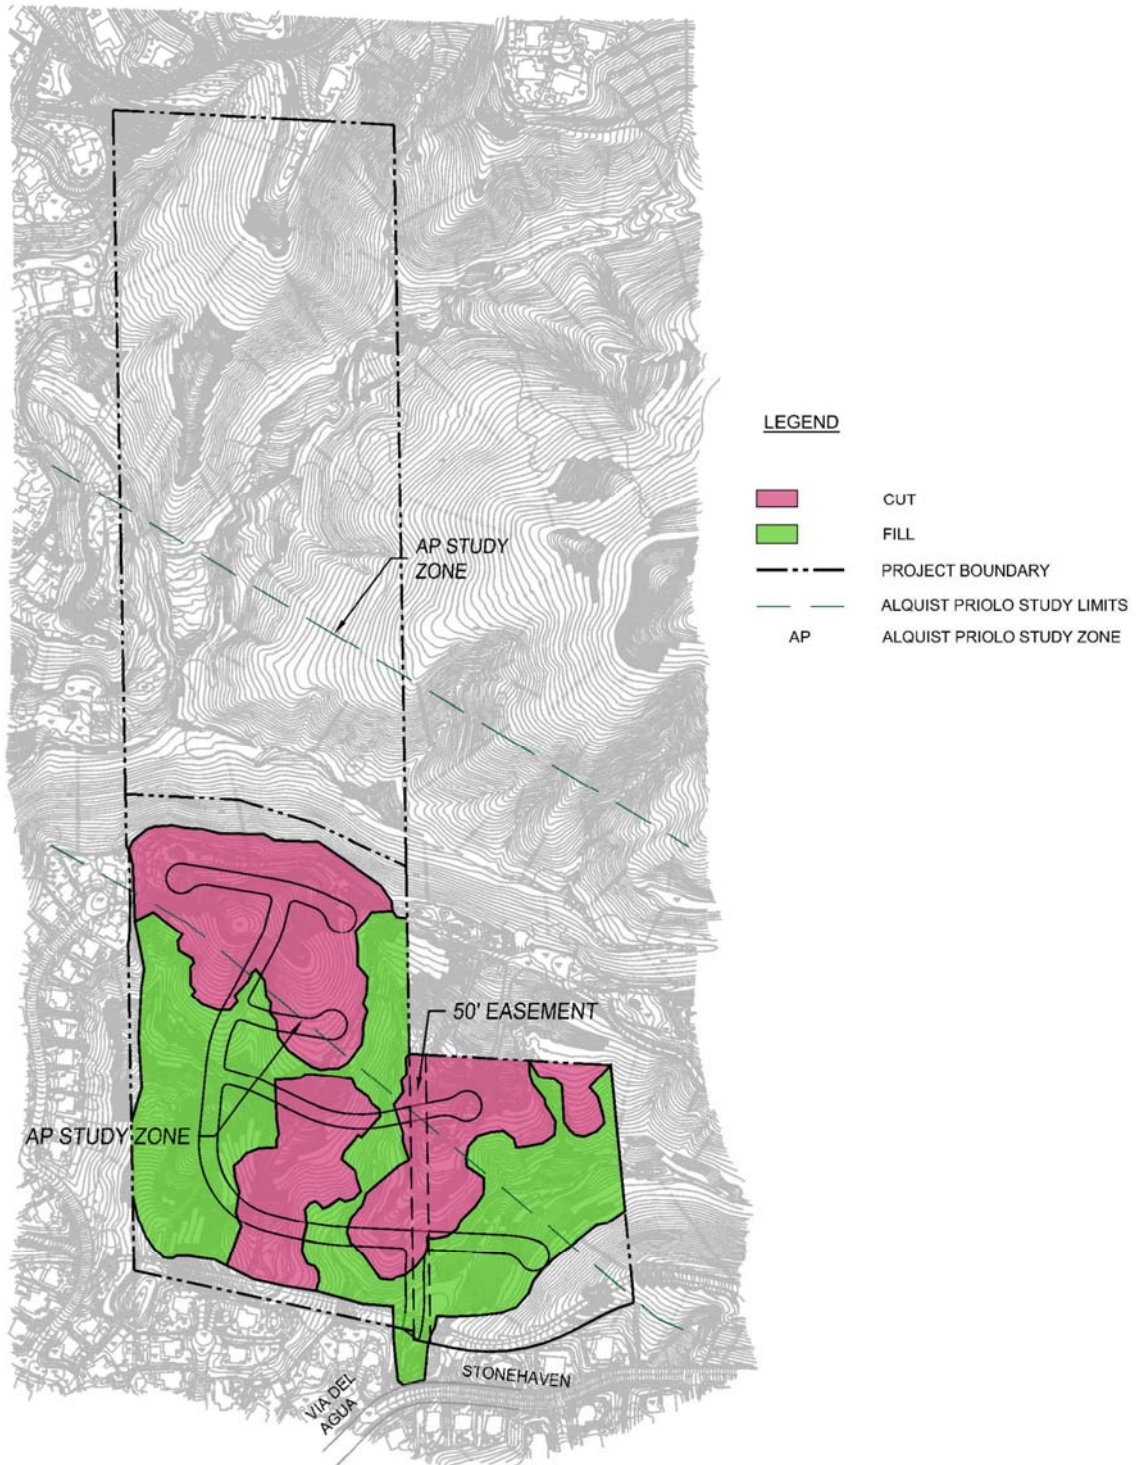 LEGEND
CUT
FILL
AP STUDY
ZONE
PROJECT BOUNDARY
ALQUIST PRIOLO STUDY LIMITS
AP ALQUIST PRIOLO STUDY ZONE
50' EASEMENT
AP STUDY ZONE
STONEHAVEN
VIA DEL
AGUA